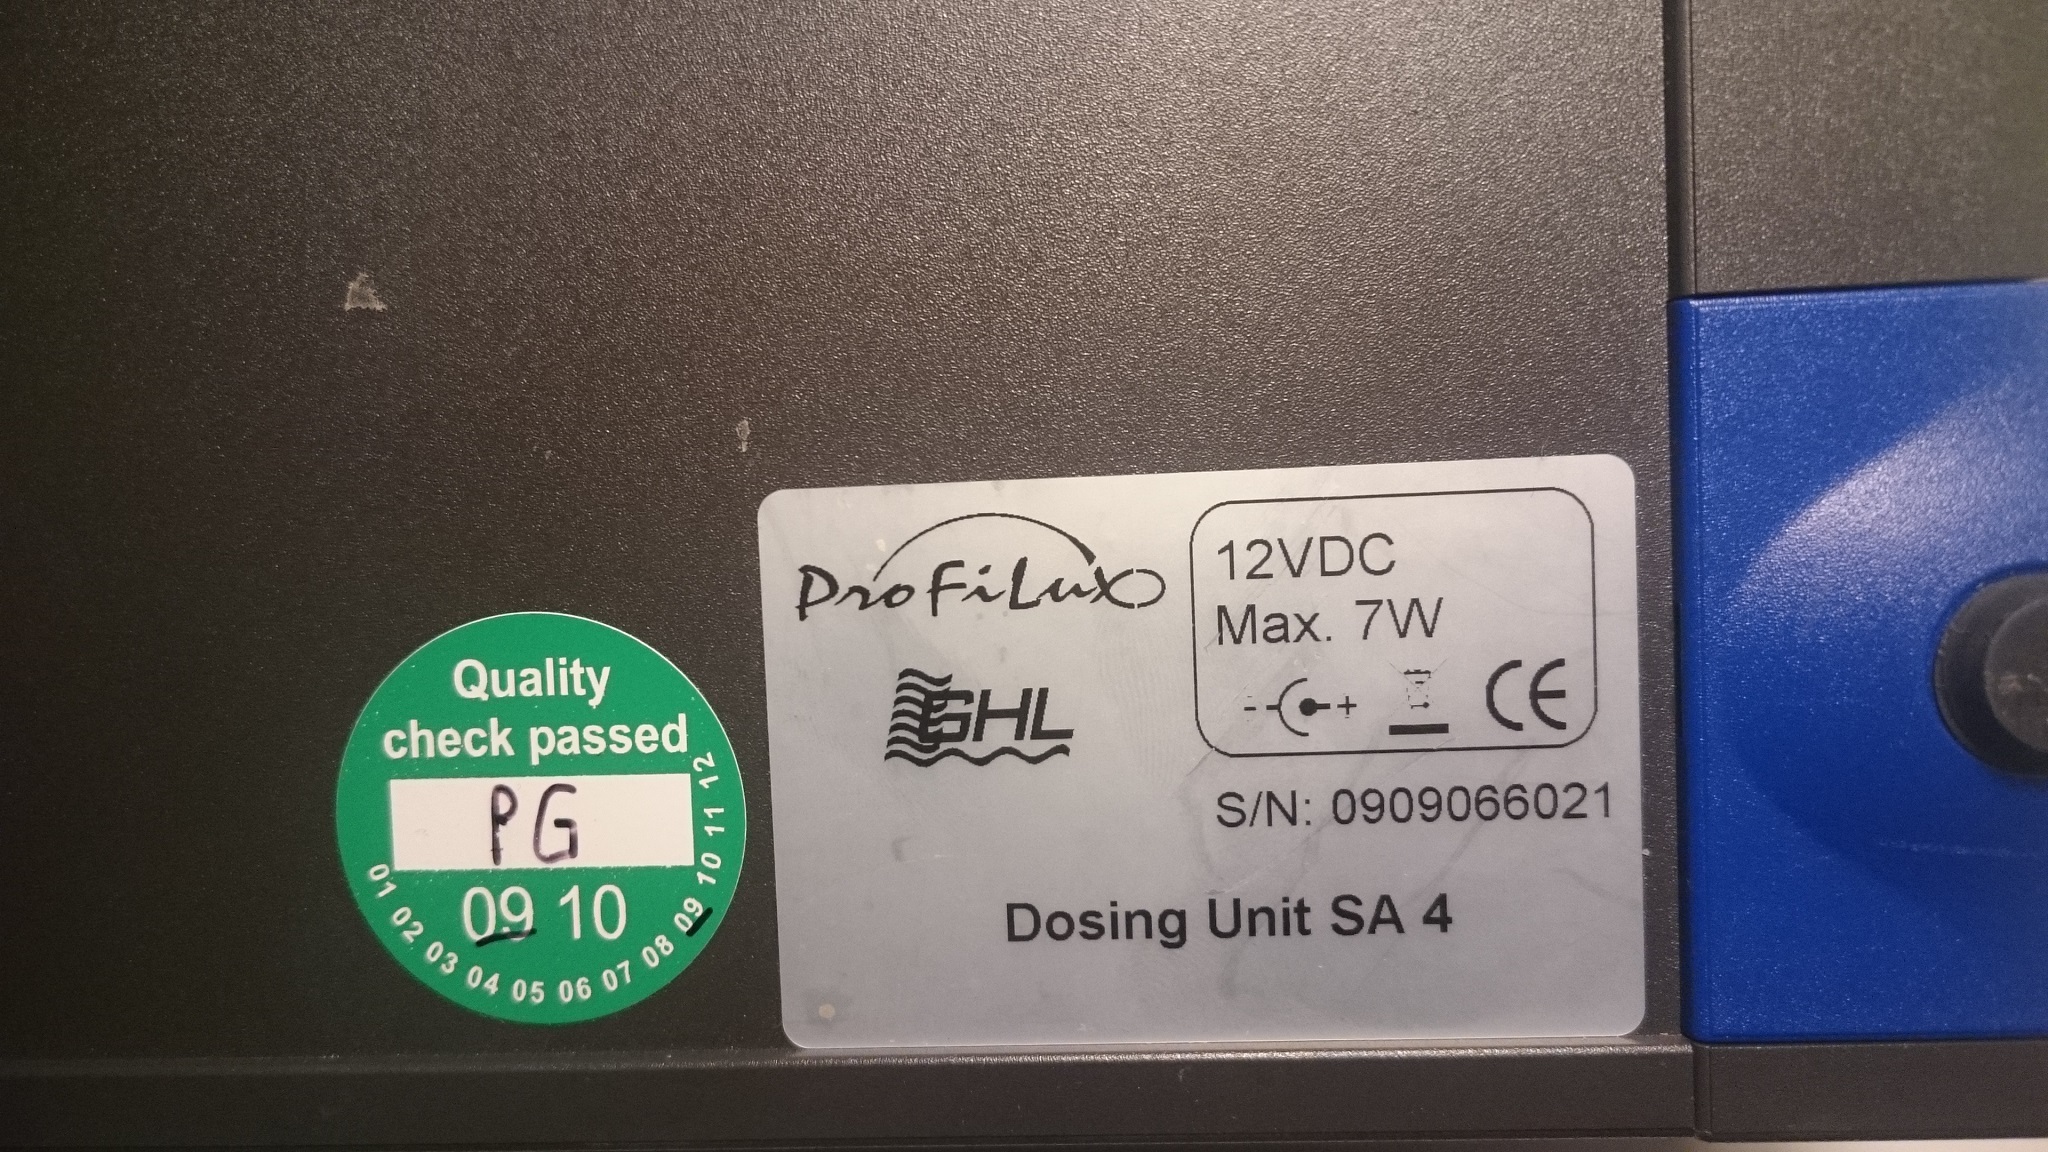 Quality
check passed
PG
09 10
01 02 03 04 05 06 07 08 09 10 11 12
ProFiLux
GHL
12VDC
Max. 7W
- +
CE
S/N: 0909066021
Dosing Unit SA 4